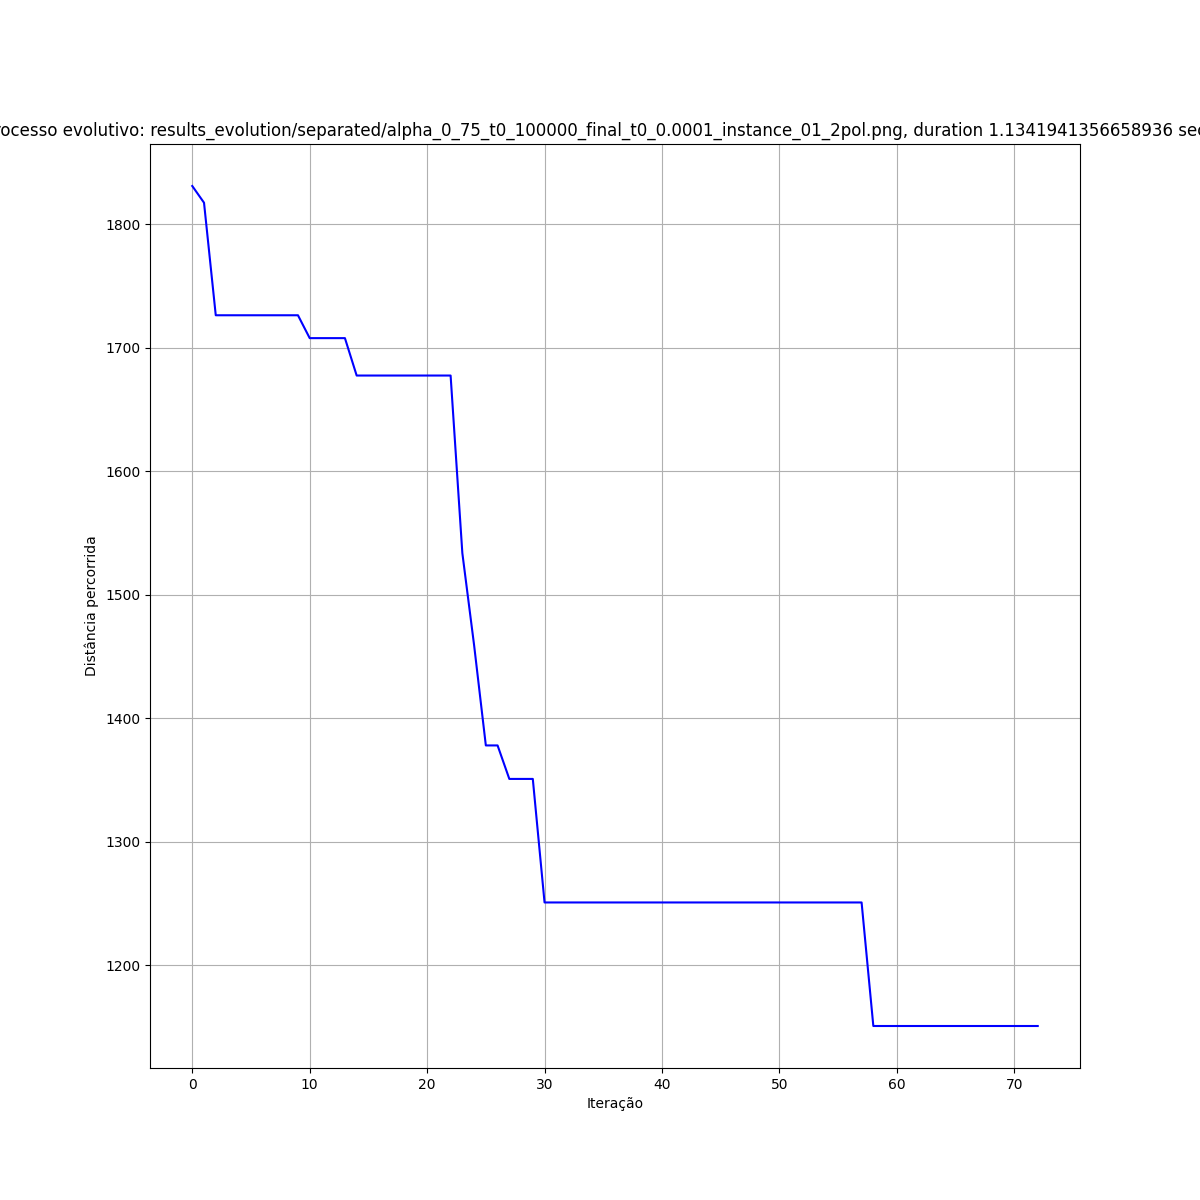 ocesso evolutivo: results_evolution/separated/alpha_0_75_t0_100000_final_t0_0.0001_instance_01_2pol.png, duration 1.1341941356658936 se
1800
1700
1600
1500
1400
1300
1200
Distância percorrida
0 10 20 30 40 50 60 70
Iteração